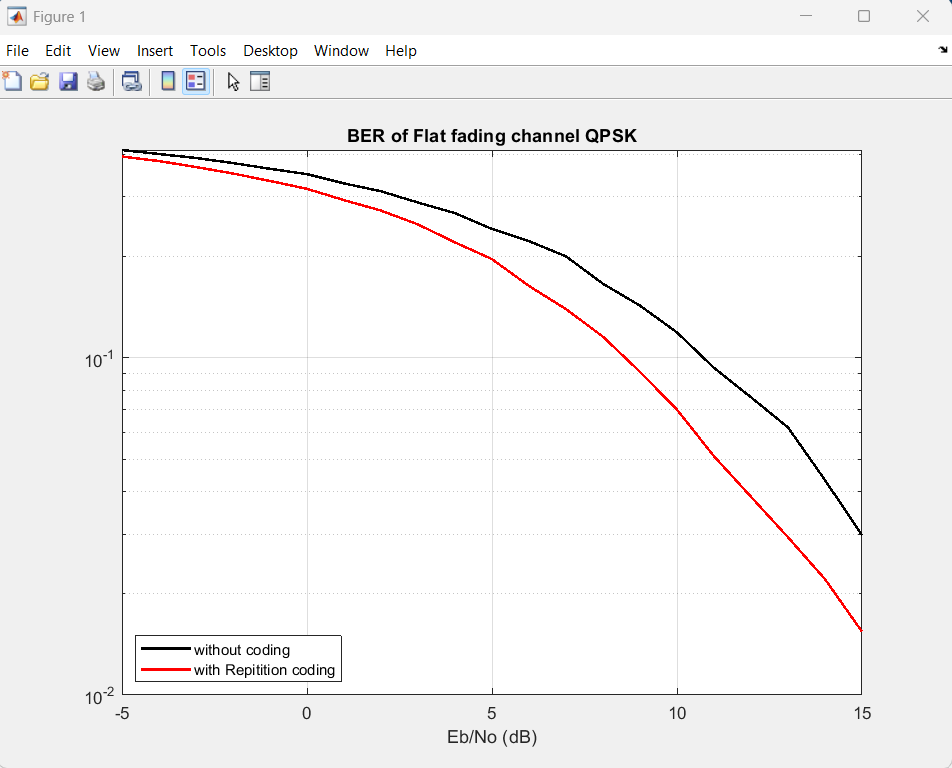 Figure 1
File Edit View Insert Tools Desktop Window Help
BER of Flat fading channel QPSK
10-1
10-2
without coding
with Repitition coding
-5 0 5 10 15
Eb/No (dB)